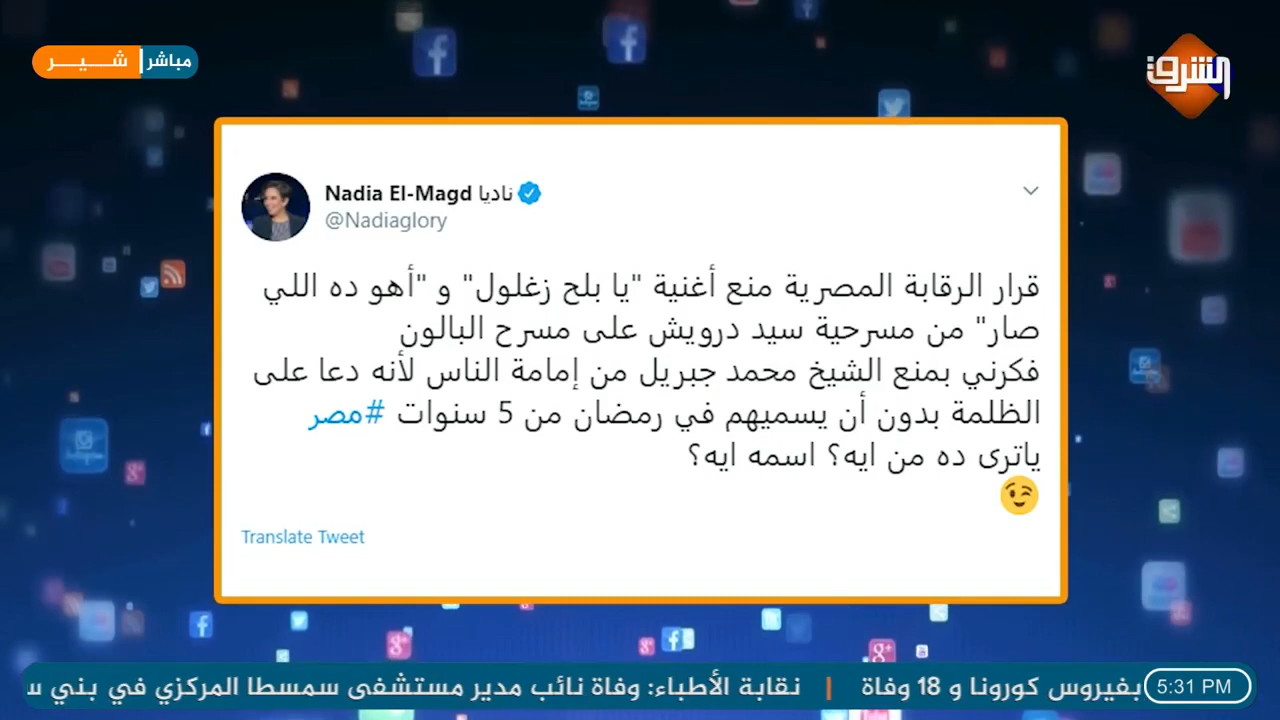 مباشر شيــر
الشرق
Nadia El-Magd ناديا
@Nadiaglory
قرار الرقابة المصرية منع أغنية "يا بلح زغلول" و "أهو ده اللي
صار" من مسرحية سيد درويش على مسرح البالون
فكرني بمنع الشيخ محمد جبريل من إمامة الناس لأنه دعا على
الظلمة بدون أن يسميهم في رمضان من 5 سنوات #مصر
ياترى ده من ايه؟ اسمه ايه؟
😉
Translate Tweet
بفيروس كورونا و 18 وفاة | نقابة الأطباء: وفاة نائب مدير مستشفى سمسطا المركزي في بني س
5:31 PM